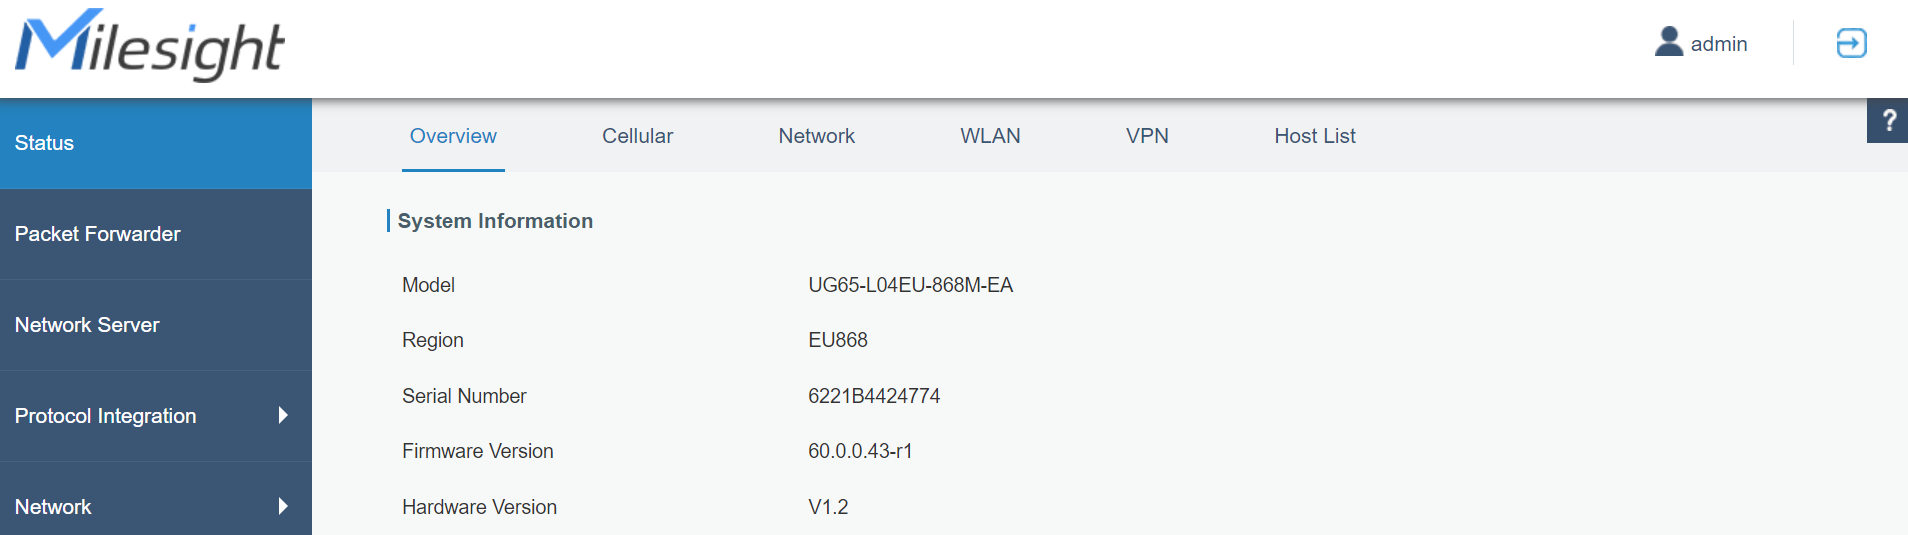 Milesight
admin
Status
Overview Cellular Network WLAN VPN Host List
?
System Information
Packet Forwarder
Model UG65-L04EU-868M-EA
Network Server
Region EU868
Serial Number 6221B4424774
Protocol Integration
Firmware Version 60.0.0.43-r1
Network
Hardware Version V1.2